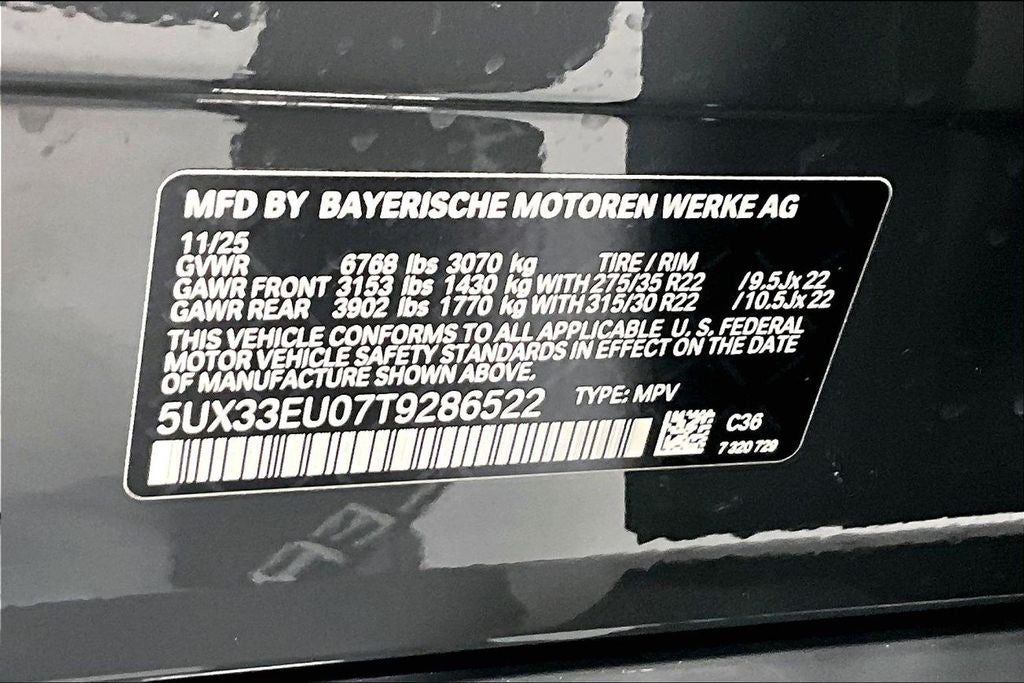 MFD BY BAYERISCHE MOTOREN WERKE AG
11/25
GVWR 6768 lbs 3070 kg TIRE / RIM
GAWR FRONT 3153 lbs 1430 kg WITH 275/35 R22 /9.5Jx22
GAWR REAR 3902 lbs 1770 kg WITH 315/30 R22 /10.5Jx22
THIS VEHICLE CONFORMS TO ALL APPLICABLE U.S. FEDERAL
MOTOR VEHICLE SAFETY STANDARDS IN EFFECT ON THE DATE
OF MANUFACTURE SHOWN ABOVE.
5UX33EU07T9286522 TYPE: MPV
C36
7 320 729